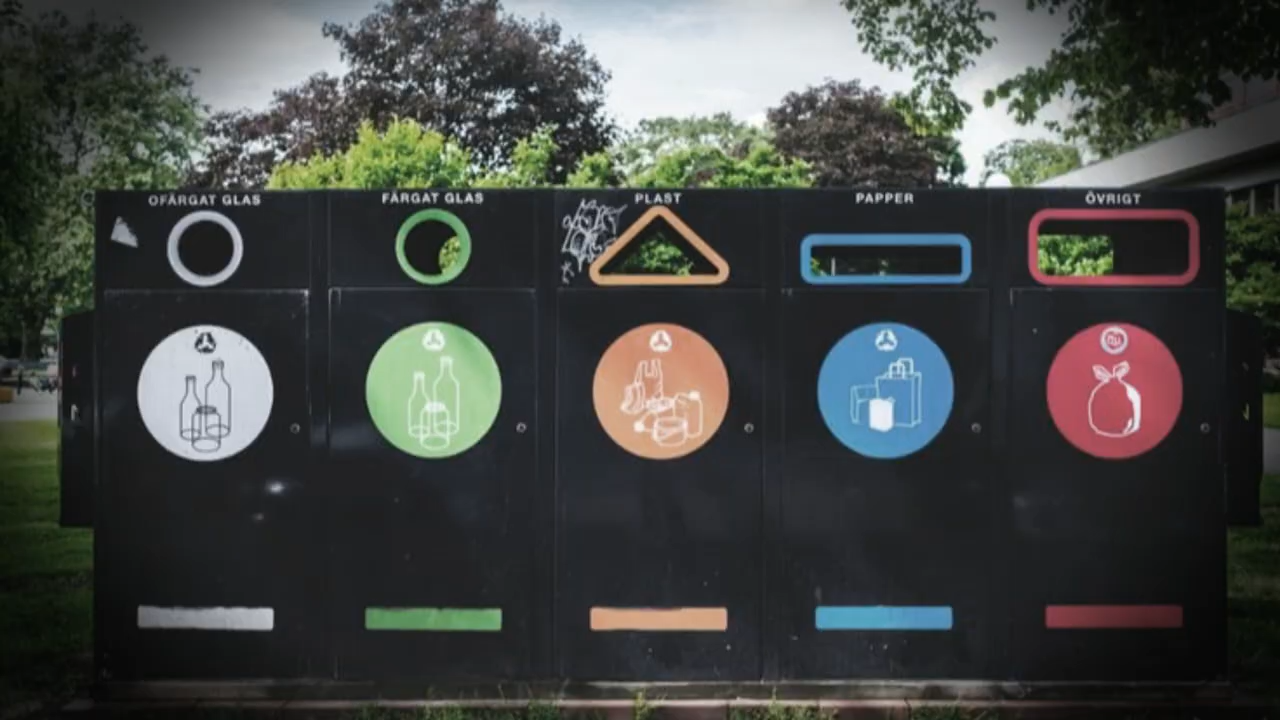 OFÄRGAT GLAS
FÄRGAT GLAS
PLAST
PAPPER
ÖVRIGT